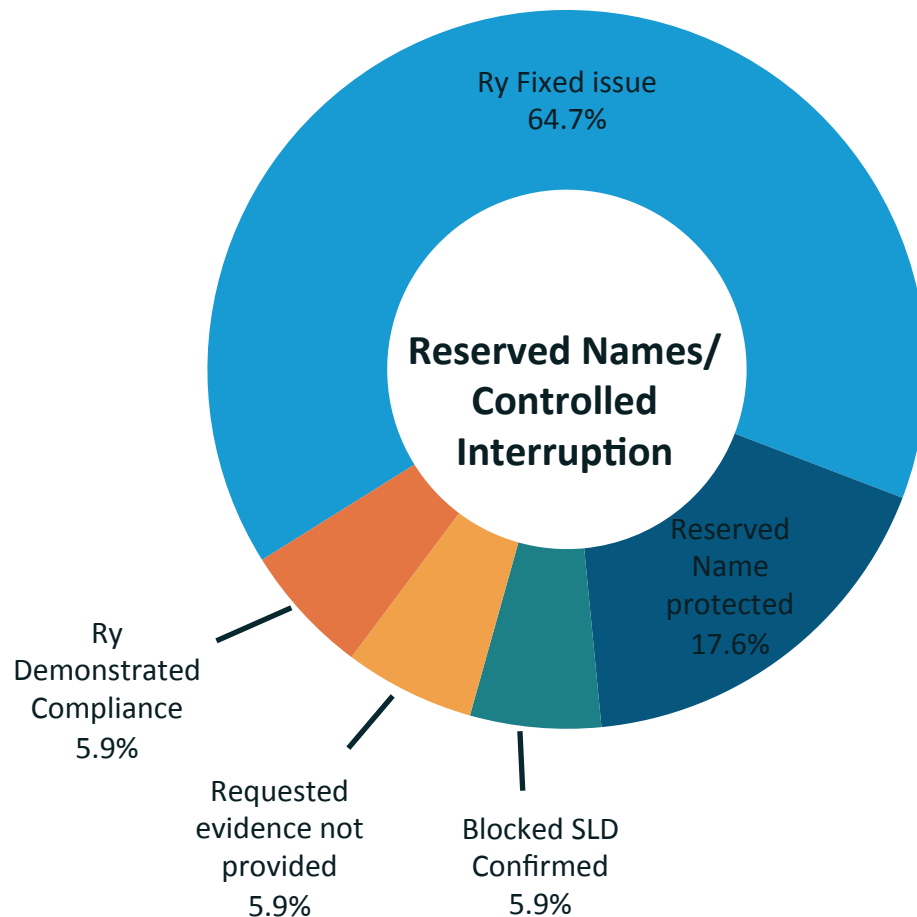 Ry Fixed issue
64.7%
Reserved Names/
Controlled
Interruption
Reserved
Name
protected
17.6%
Ry
Demonstrated
Compliance
5.9%
Requested
evidence not
provided
5.9%
Blocked SLD
Confirmed
5.9%